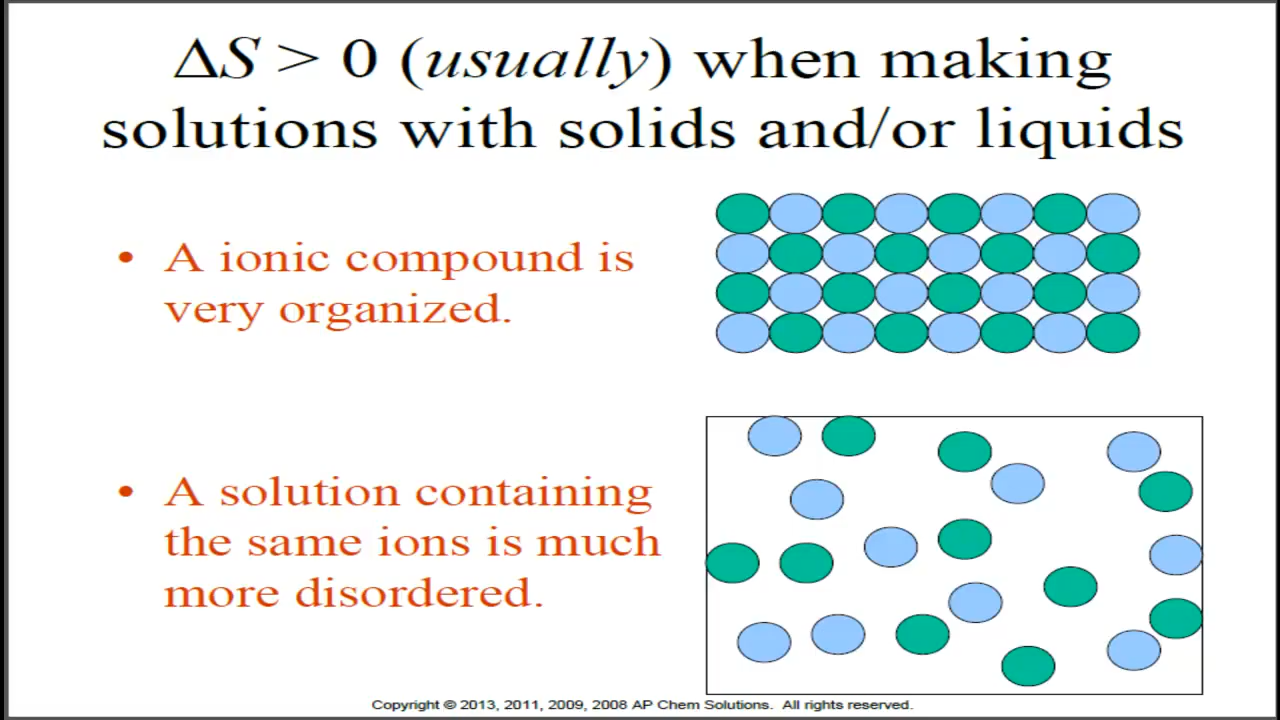 ΔS > 0 (usually) when making
solutions with solids and/or liquids
• A ionic compound is
very organized.
• A solution containing
the same ions is much
more disordered.
Copyright © 2013, 2011, 2009, 2008 AP Chem Solutions. All rights reserved.